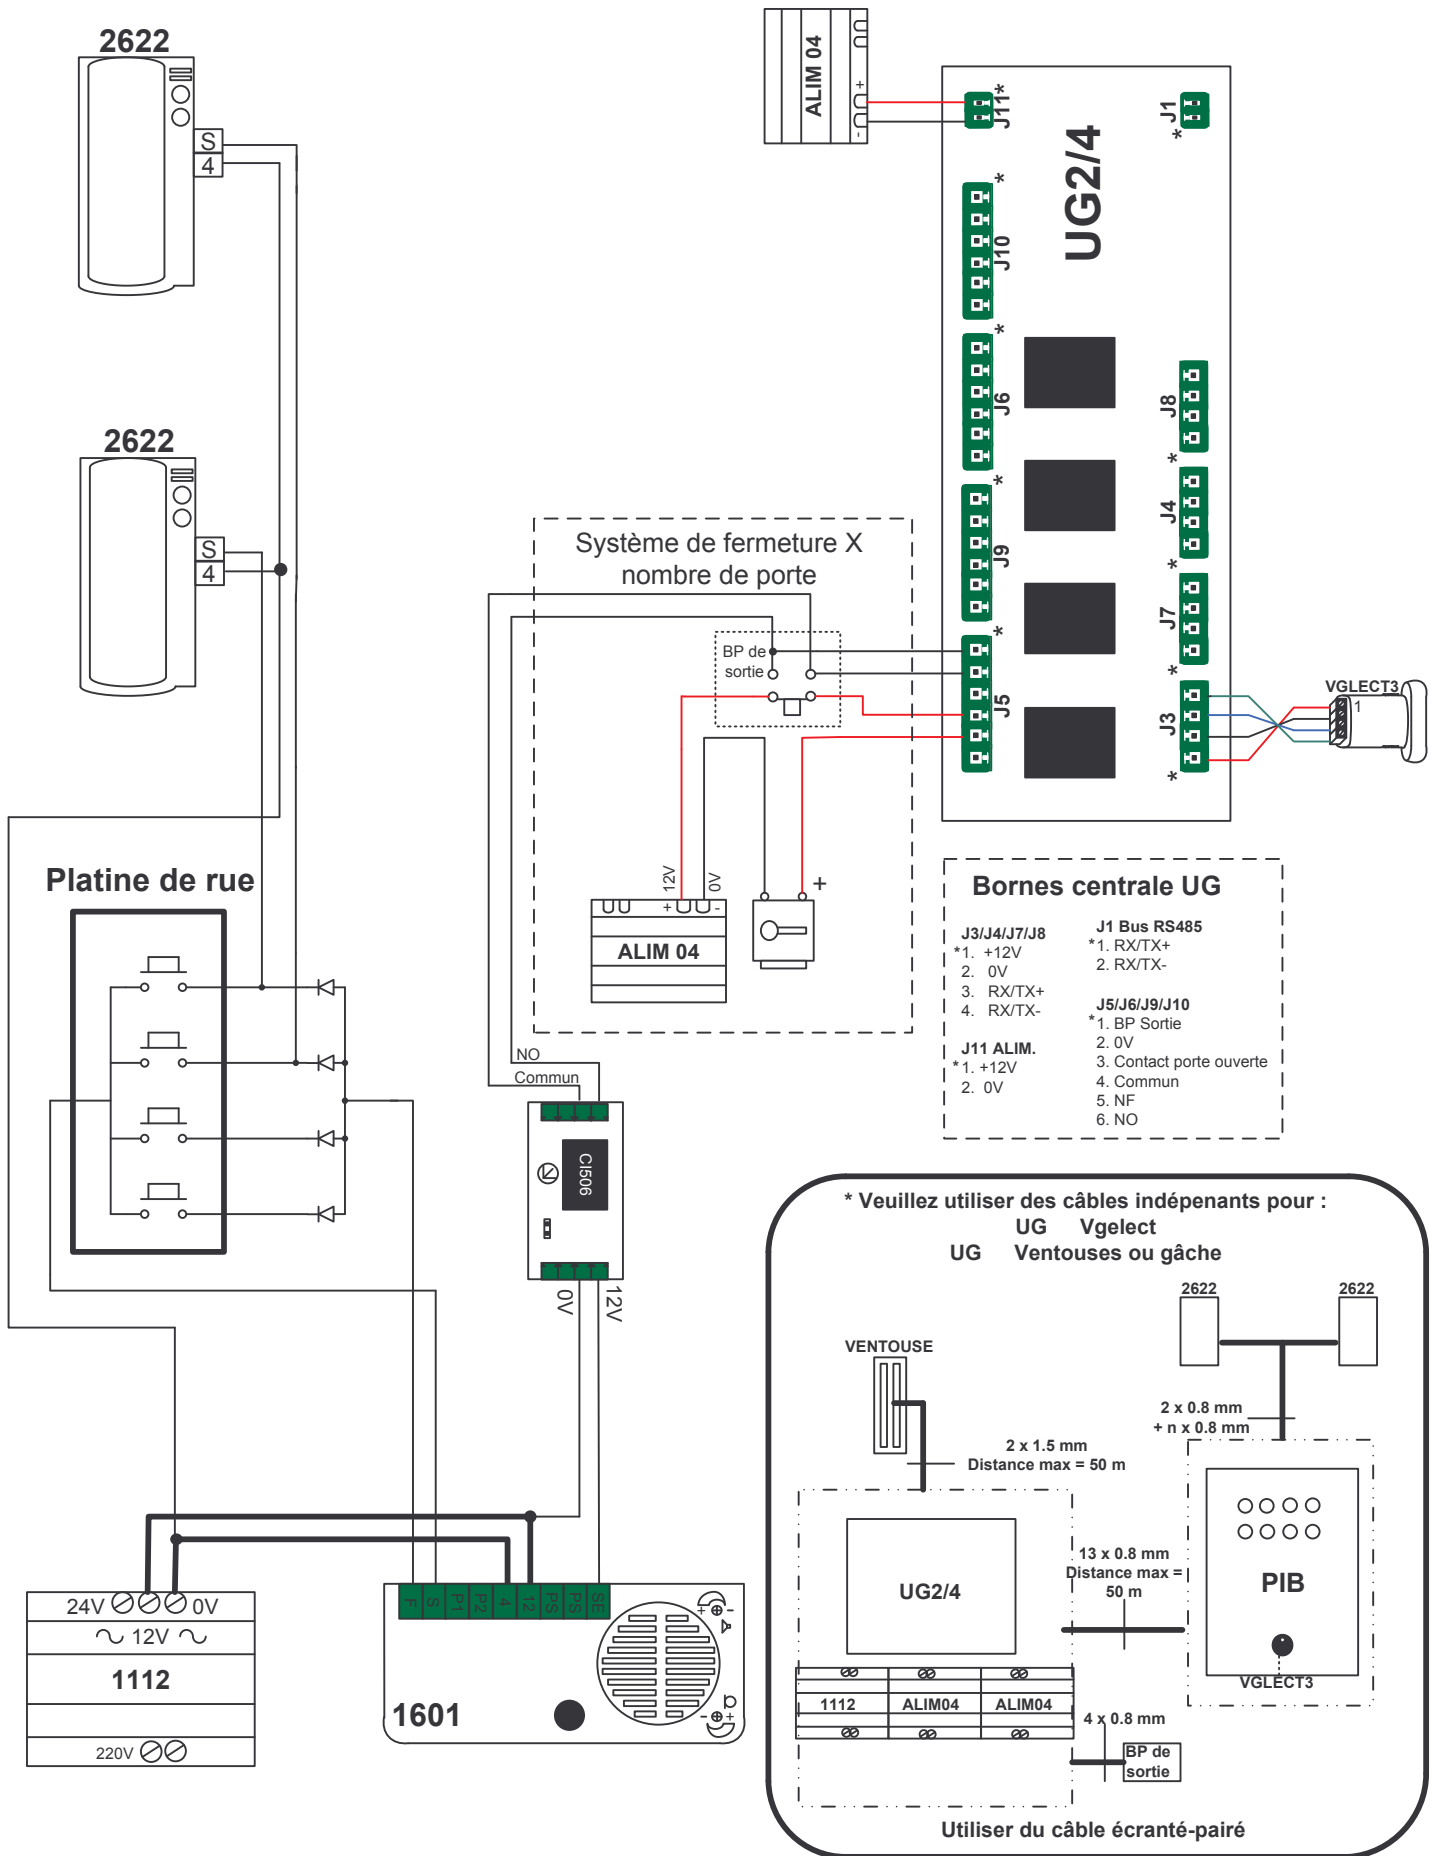 2622
S
4
2622
S
4
ALIM 04
+
-
J11
*
J1
*
UG2/4
*
J10
*
J6
*
J9
*
J5
J8
*
J4
*
J7
*
J3
*
VGLECT3
1
Système de fermeture X
nombre de porte
BP de
sortie
12V
0V
+
-
ALIM 04
+
Platine de rue
NO
Commun
CI506
0V
12V
Bornes centrale UG
J3/J4/J7/J8
*1. +12V
2. 0V
3. RX/TX+
4. RX/TX-
J11 ALIM.
*1. +12V
2. 0V
J1 Bus RS485
*1. RX/TX+
2. RX/TX-
J5/J6/J9/J10
*1. BP Sortie
2. 0V
3. Contact porte ouverte
4. Commun
5. NF
6. NO
24V
0V
12V
1112
220V
F
S
P1
P2
4
12
PS
PS
SE
+
-
-
+
1601
* Veuillez utiliser des câbles indépenants pour :
UG Vgelect
UG Ventouses ou gâche
2622
2622
VENTOUSE
2 x 0.8 mm
+ n x 0.8 mm
2 x 1.5 mm
Distance max = 50 m
UG2/4
13 x 0.8 mm
Distance max =
50 m
PIB
VGLECT3
1112
ALIM04
ALIM04
4 x 0.8 mm
BP de
sortie
Utiliser du câble écranté-pairé